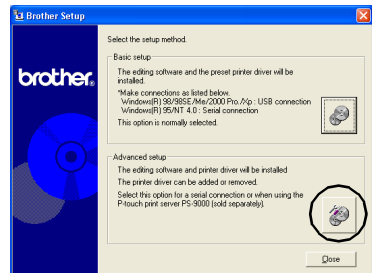 Brother Setup
Select the setup method.
brother®
Basic setup
The editing software and the preset printer driver will be
installed.
*Make connections as listed below.
Windows(R) 98/98SE/Me/2000 Pro./Xp : USB connection
Windows(R) 95/NT 4.0 : Serial connection
This option is normally selected.
Advanced setup
The editing software and printer driver will be installed
The printer driver can be added or removed.
Select this option for a serial connection or when using the
P-touch print server PS-9000 (sold separately).
Close